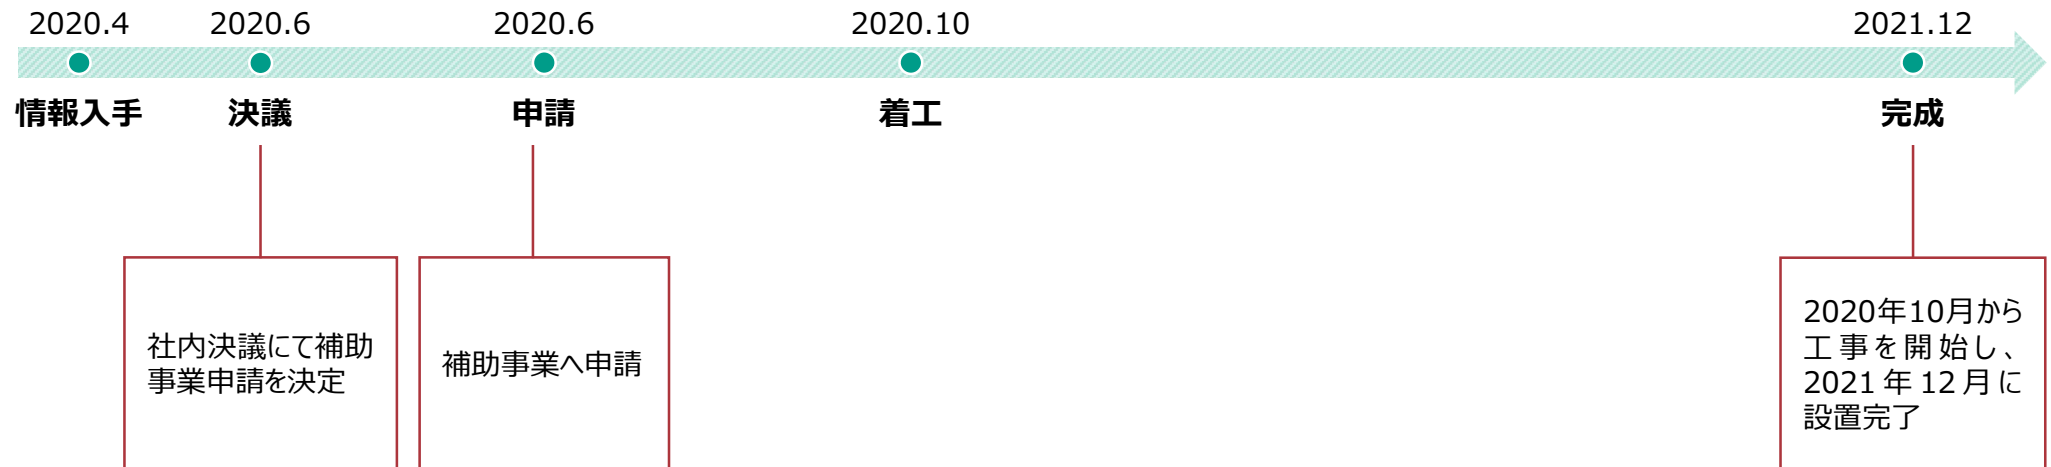 2020.4
2020.6
2020.6
2020.10
2021.12
情報入手
決議
申請
着工
完成
社内決議にて補助
事業申請を決定
補助事業へ申請
2020年10月から
工事を開始し、
2021年12月に
設置完了